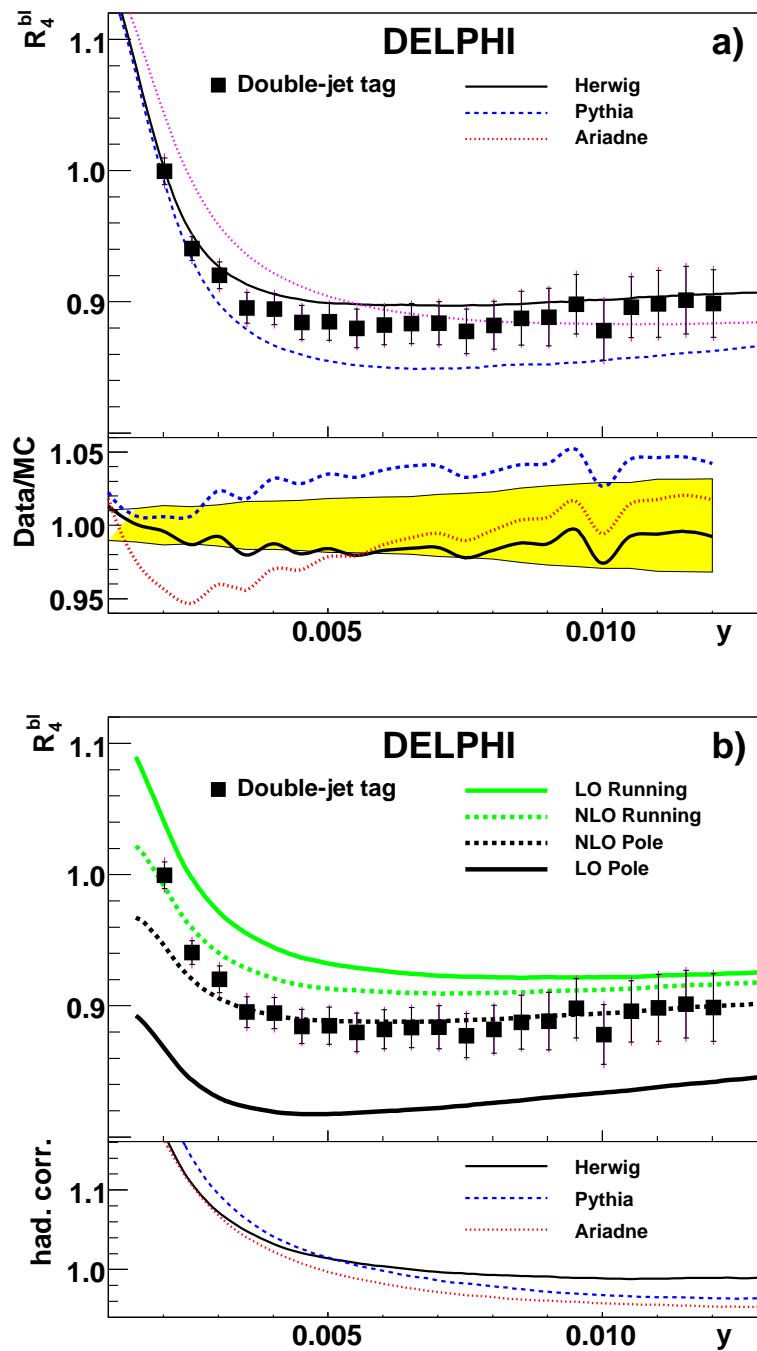 R4bl
DELPHI a)
1.1
Double-jet tag
Herwig
Pythia
Ariadne
1.0
0.9
Data/MC
1.05
1.00
0.95
0.005 0.010 y
R4bl
DELPHI b)
1.1
Double-jet tag
LO Running
NLO Running
NLO Pole
LO Pole
1.0
0.9
had. corr.
Herwig
1.1
Pythia
Ariadne
1.0
0.005 0.010 y